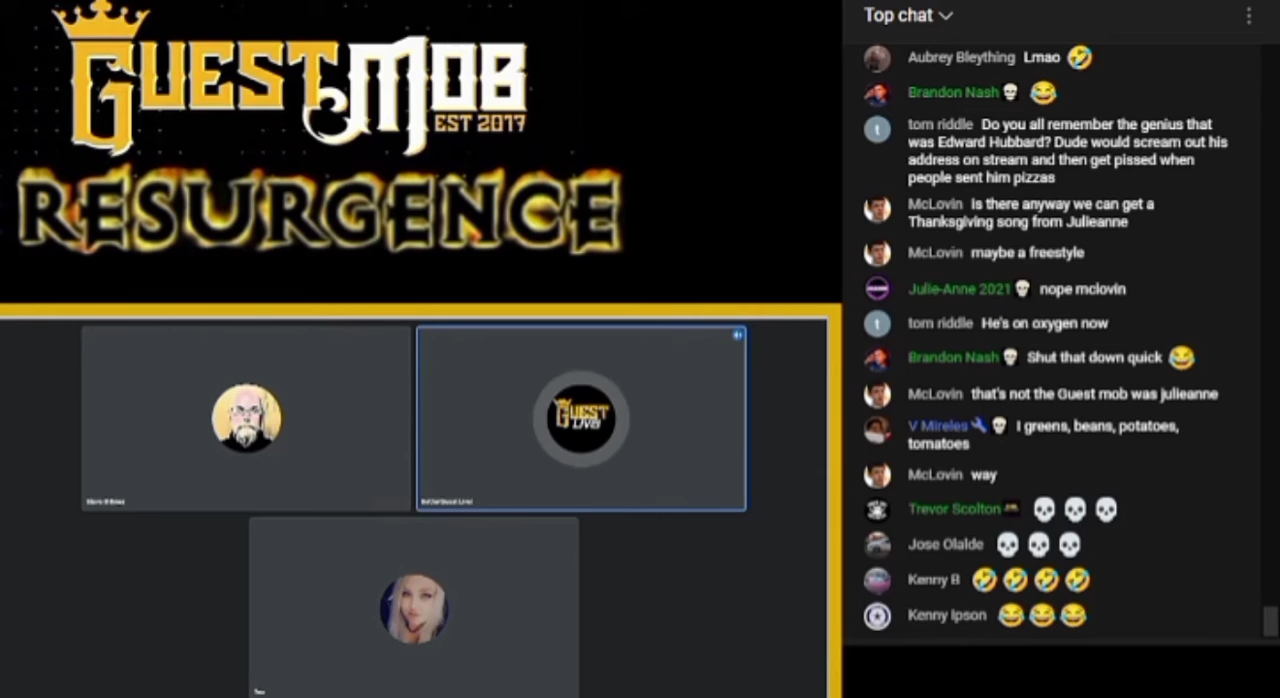 GUEST MOB
EST 2017
RESURGENCE
GUEST
LIVE!
Top chat
Aubrey Bleything Lmao 🤣
Brandon Nash💀 😂
t
tom riddle Do you all remember the genius that
was Edward Hubbard? Dude would scream out his
address on stream and then get pissed when
people sent him pizzas
McLovin Is there anyway we can get a
Thanksgiving song from Julieanne
McLovin maybe a freestyle
Julie-Anne 2021💀 nope mclovin
t
tom riddle He's on oxygen now
Brandon Nash💀 Shut that down quick 😂
McLovin that's not the Guest mob was julieanne
V Mireles🔧💀 I greens, beans, potatoes,
tomatoes
McLovin way
Trevor Scolton 💀💀💀
Jose Olalde 💀💀💀
Kenny B 🤣🤣🤣🤣
Kenny Ipson 😂😂😂